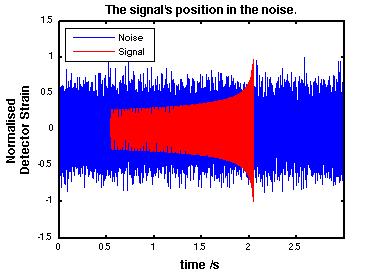 The signal's position in the noise.
Noise
Signal
Normalised
Detector Strain
1.5
1
0.5
0
-0.5
-1
-1.5
0 0.5 1 1.5 2 2.5
time /s